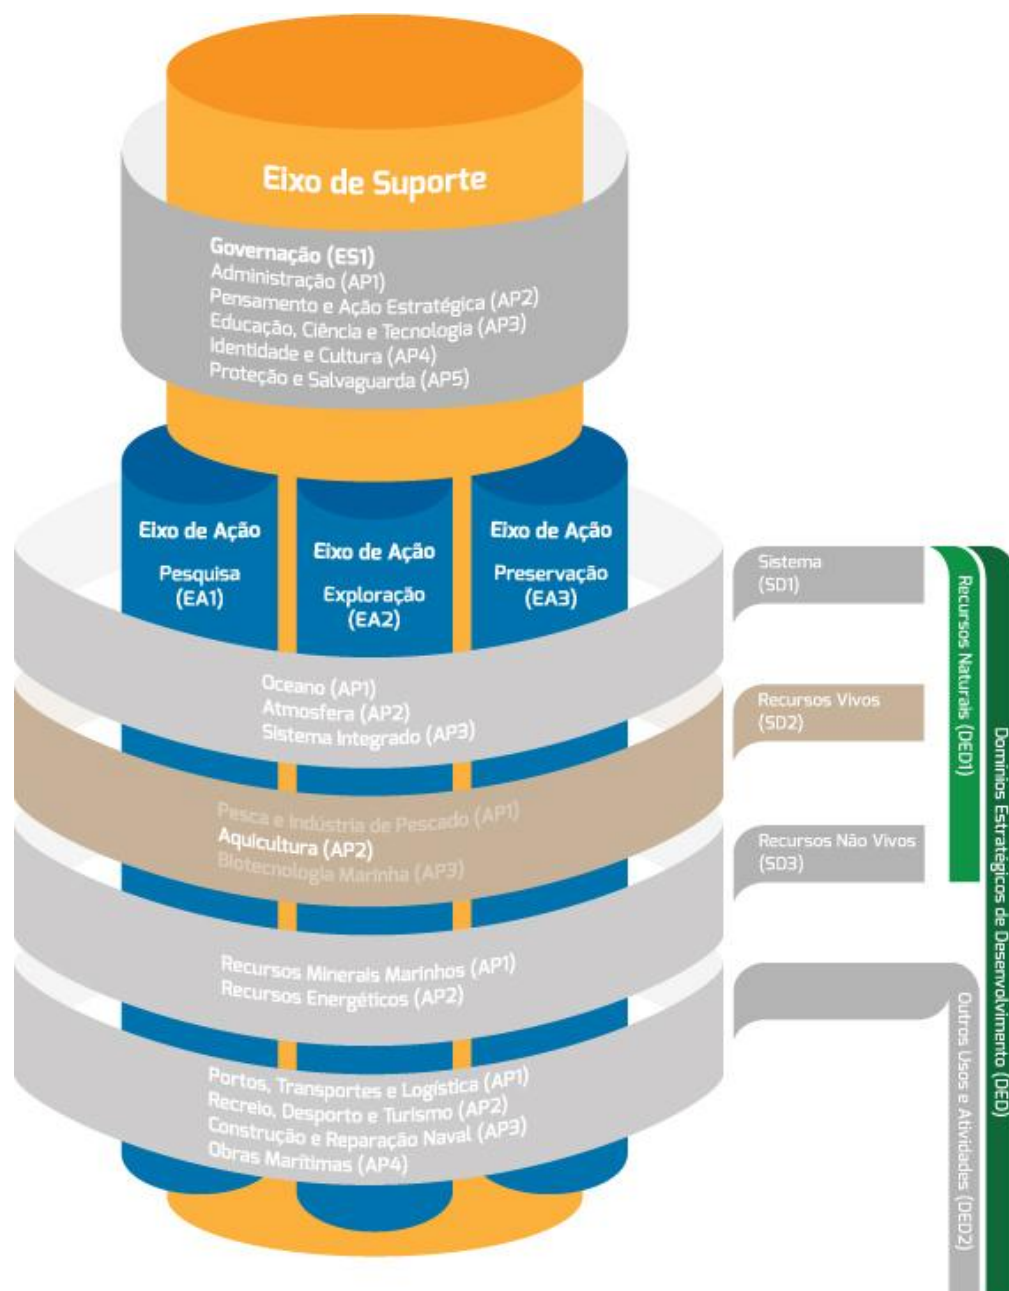 Eixo de Suporte
Governação (ES1)
Administração (AP1)
Pensamento e Ação Estratégica (AP2)
Educação, Ciência e Tecnologia (AP3)
Identidade e Cultura (AP4)
Proteção e Salvaguarda (AP5)
Eixo de Ação
Pesquisa
(EA1)
Eixo de Ação
Exploração
(EA2)
Eixo de Ação
Preservação
(EA3)
Oceano (AP1)
Atmosfera (AP2)
Sistema Integrado (AP3)
Pesca e Indústria de Pescado (AP1)
Aquicultura (AP2)
Biotecnologia Marinha (AP3)
Recursos Minerais Marinhos (AP1)
Recursos Energéticos (AP2)
Portos, Transportes e Logística (AP1)
Recreio, Desporto e Turismo (AP2)
Construção e Reparação Naval (AP3)
Obras Marítimas (AP4)
Sistema
(SD1)
Recursos Vivos
(SD2)
Recursos Não Vivos
(SD3)
Recursos Naturais (DED1)
Outros Usos e Atividades (DED2)
Domínios Estratégicos de Desenvolvimento (DED)